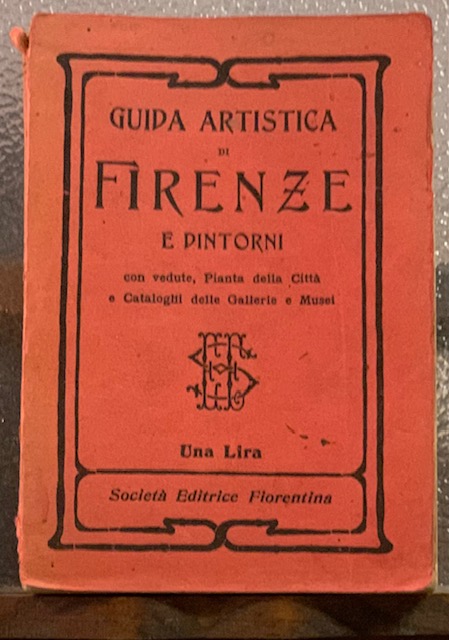 GUIDA ARTISTICA
DI
FIRENZE
E DINTORNI
con vedute, Pianta della Città
e Cataloghi delle Gallerie e Musei
Una Lira
Società Editrice Fiorentina